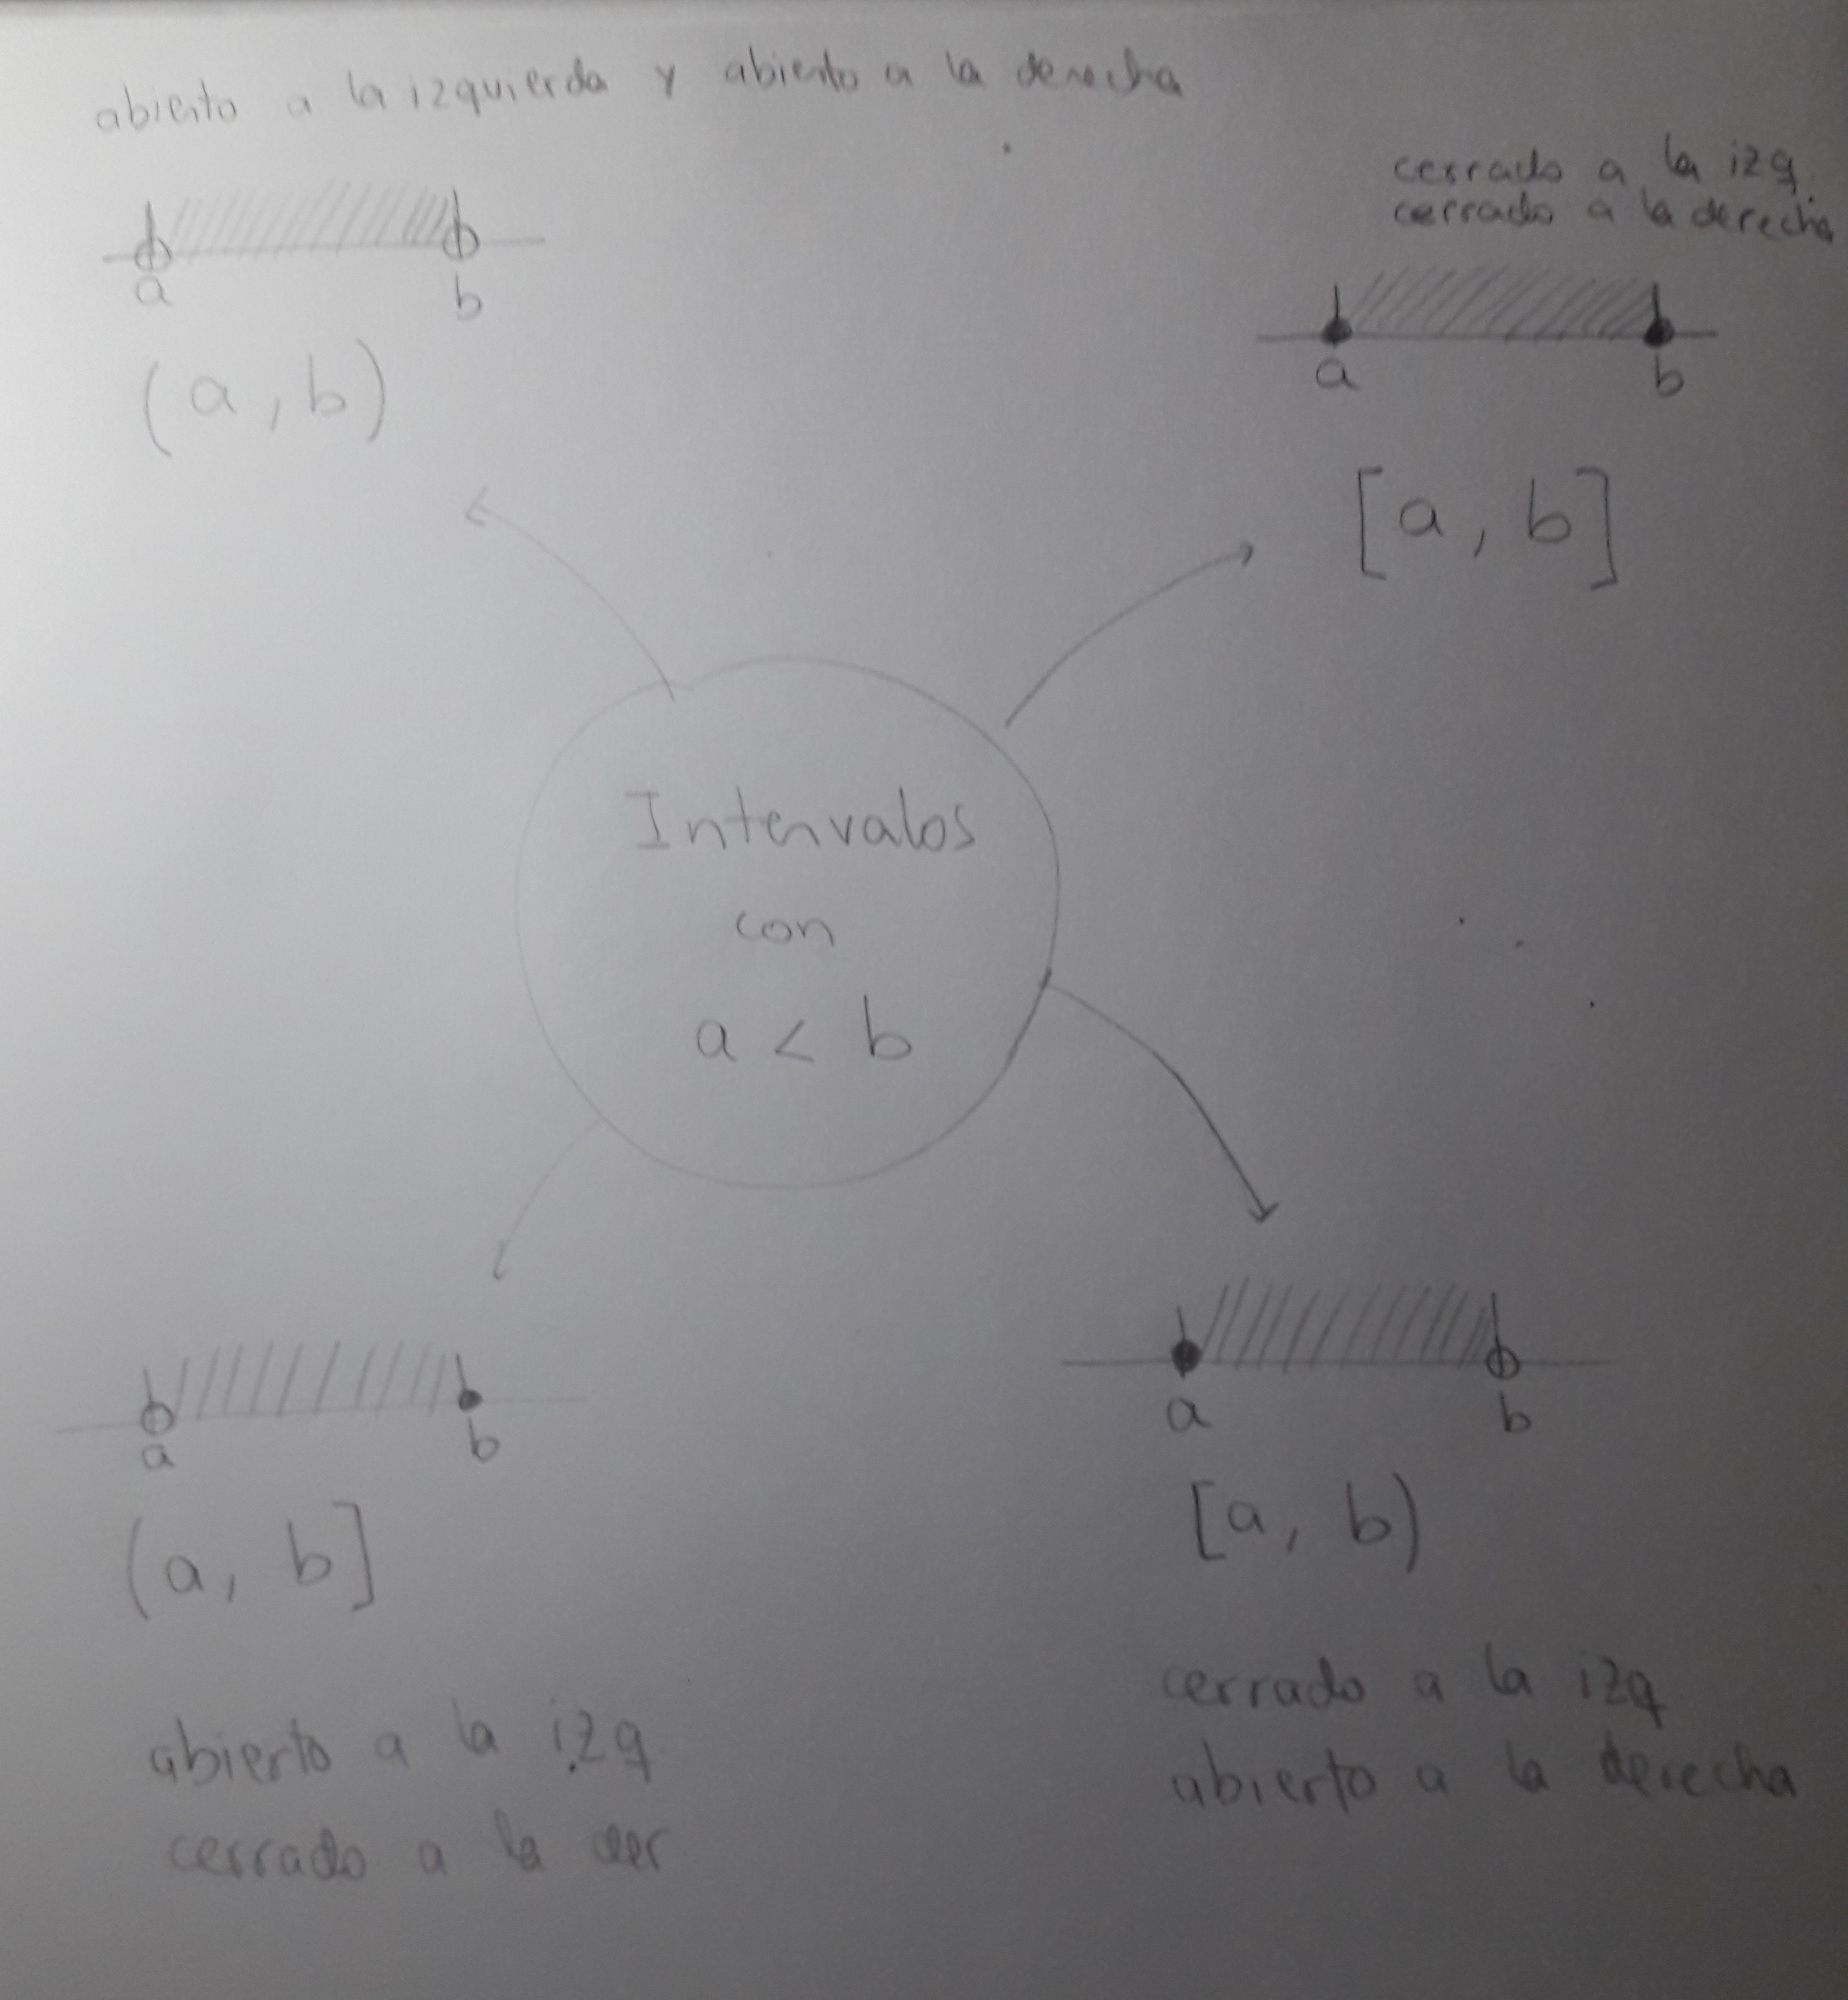 abierto a la izquierda y abierto a la derecha
a b
(a, b)
cerrado a la izq.
cerrado a la derecha
a b
[a, b]
Intervalos
con
a < b
a b
(a, b]
abierto a la izq.
cerrado a la der
a b
[a, b)
cerrado a la izq.
abierto a la derecha